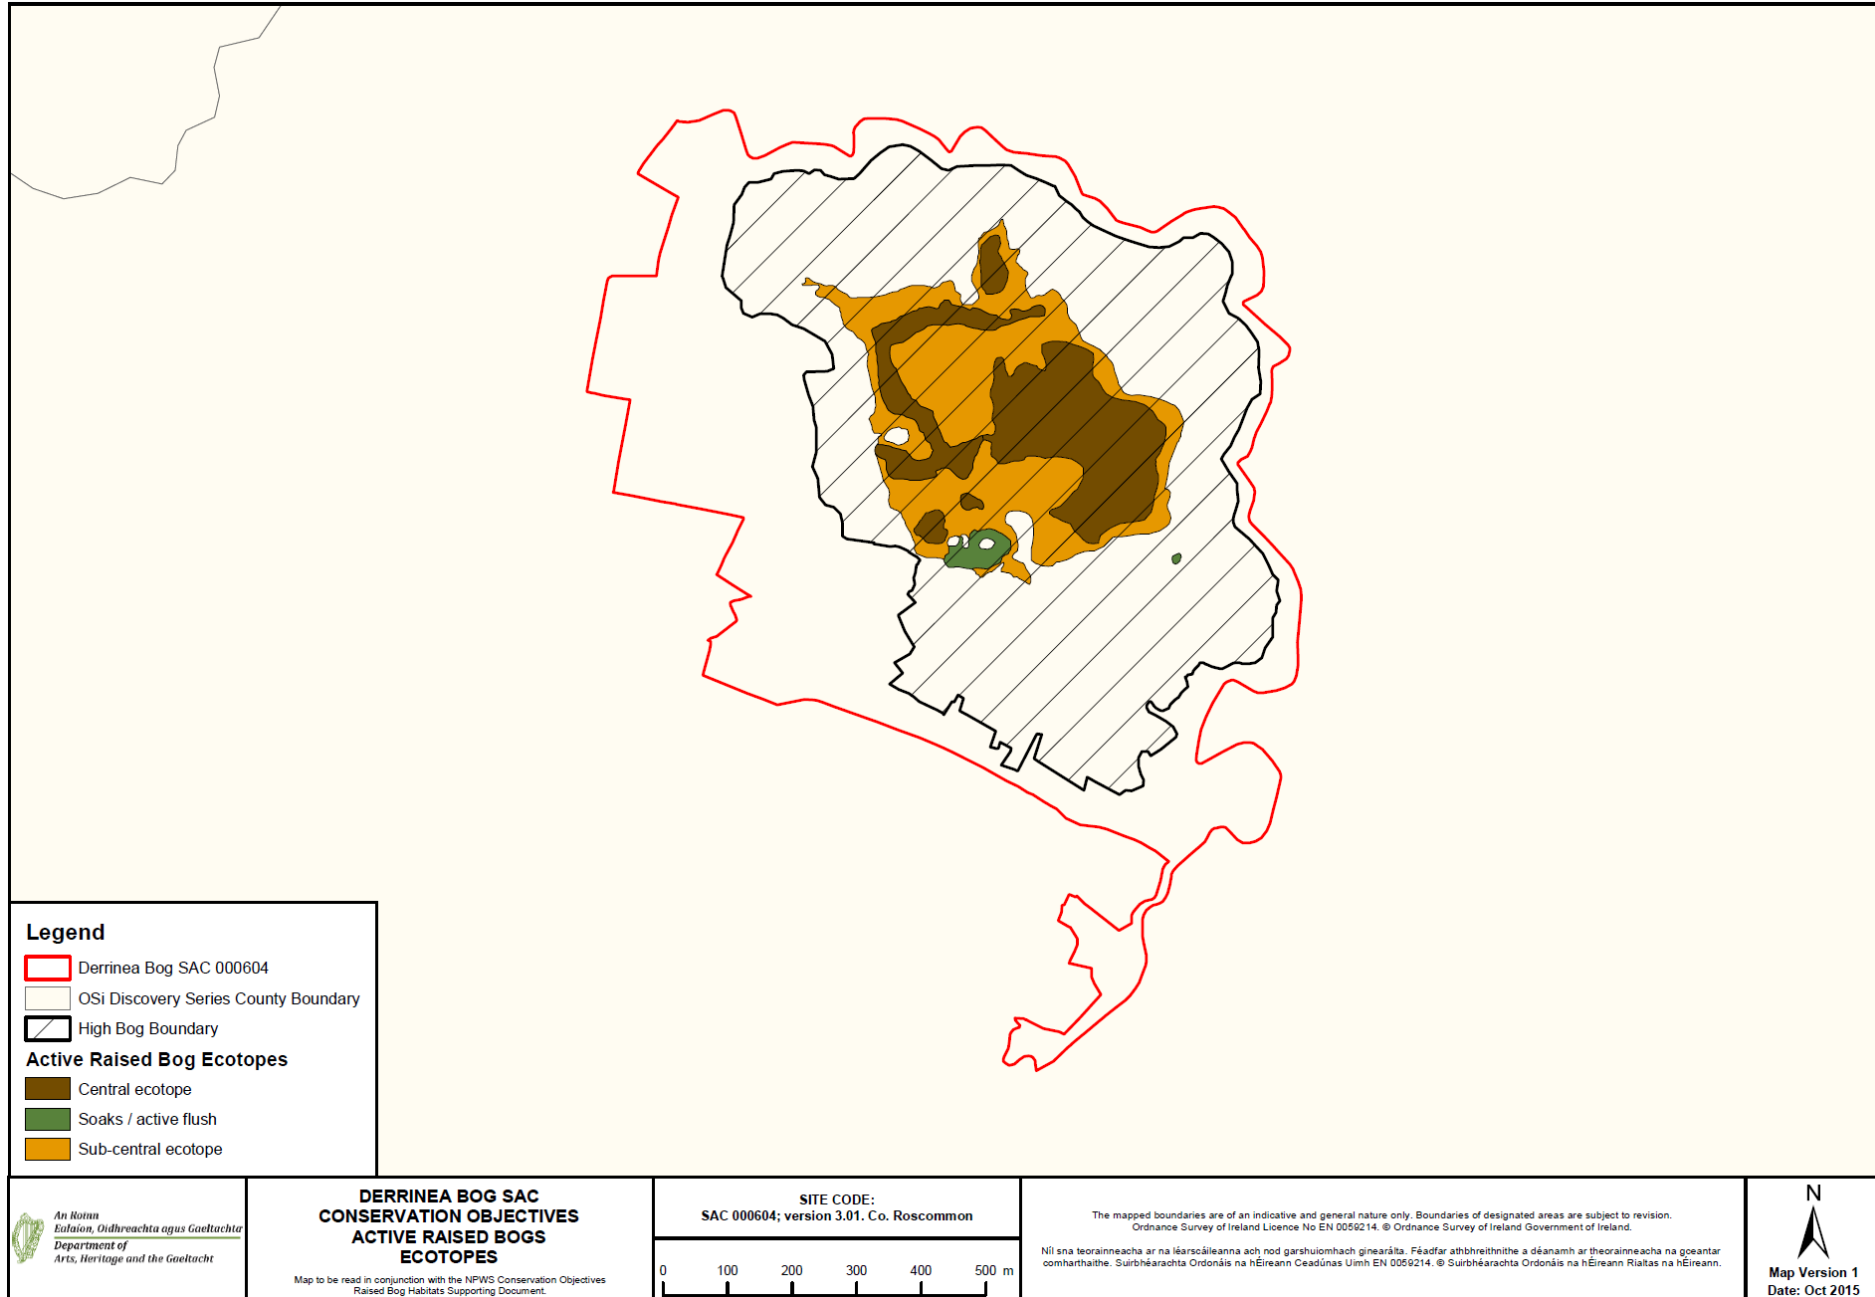 Legend
Derrinea Bog SAC 000604
OSi Discovery Series County Boundary
High Bog Boundary
Active Raised Bog Ecotopes
Central ecotope
Soaks / active flush
Sub-central ecotope
An Roinn
Ealaíon, Oidhreachta agus Gaeltachta
Department of
Arts, Heritage and the Gaeltacht
DERRINEA BOG SAC
CONSERVATION OBJECTIVES
ACTIVE RAISED BOGS
ECOTOPES
Map to be read in conjunction with the NPWS Conservation Objectives
Raised Bog Habitats Supporting Document.
SITE CODE:
SAC 000604; version 3.01. Co. Roscommon
0 100 200 300 400 500 m
The mapped boundaries are of an indicative and general nature only. Boundaries of designated areas are subject to revision.
Ordnance Survey of Ireland Licence No EN 0059214. © Ordnance Survey of Ireland Government of Ireland.
Níl sna teorainneacha ar na léarscáileanna ach nod garshuiomhach ginearálta. Féadfar athbhreithnithe a déanamh ar theorainneacha na gceantar
comharthaithe. Suirbhéarachta Ordonáis na hÉireann Ceadúnas Uimh EN 0059214. © Suirbhéarachta Ordonáis na hÉireann Rialtas na hÉireann.
N
Map Version 1
Date: Oct 2015